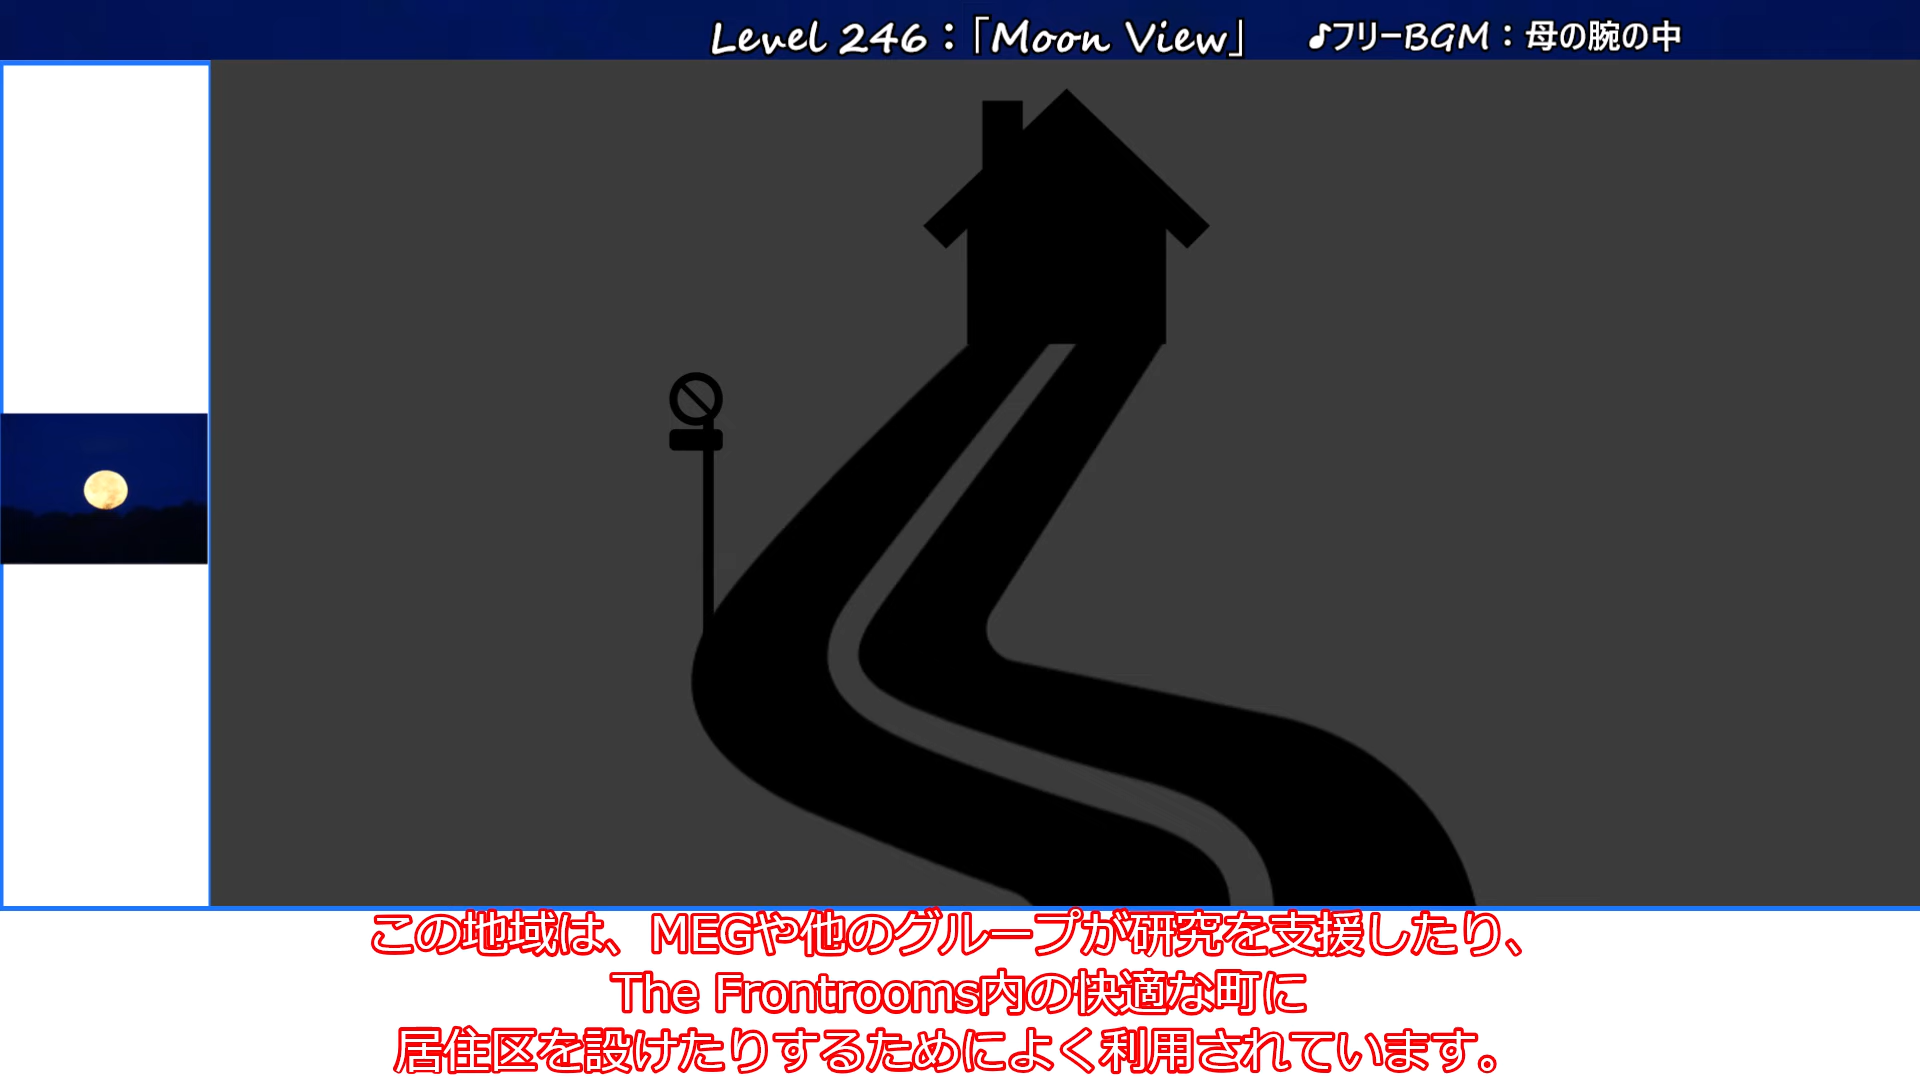 Level 246：「Moon View」 ♪フリーBGM：母の腕の中
この地域は、MEGや他のグループが研究を支援したり、
The Frontrooms内の快適な町に
居住区を設けたりするためによく利用されています。